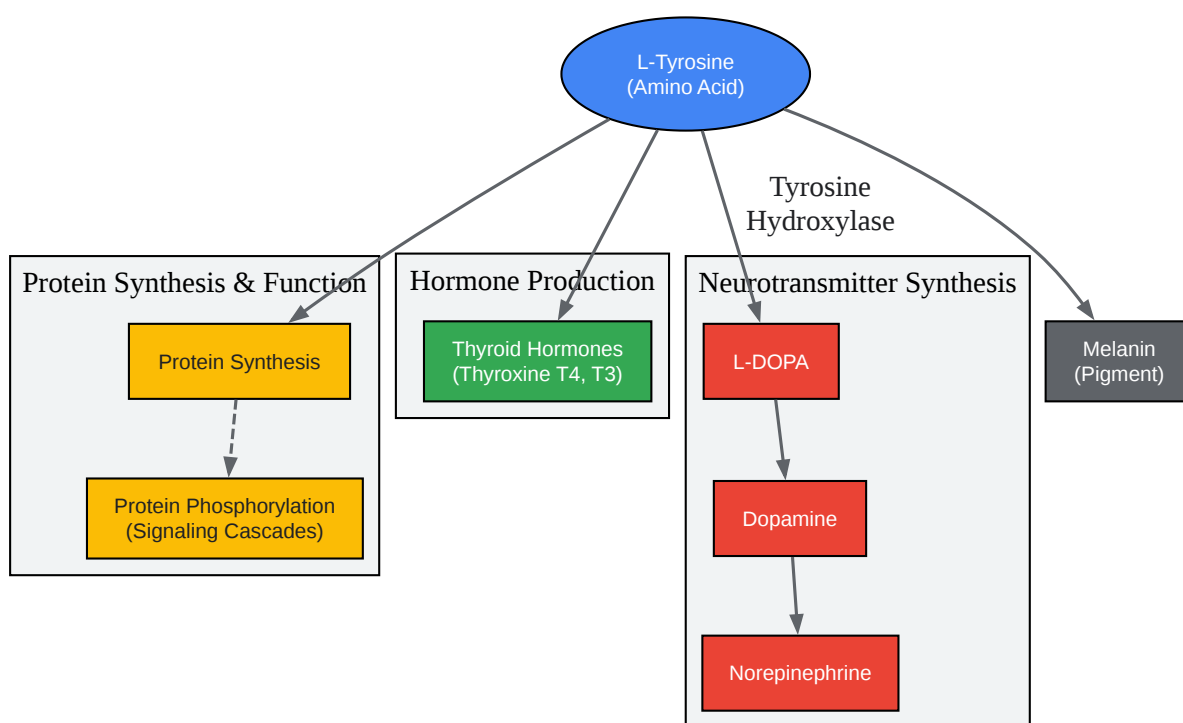 L-Tyrosine
(Amino Acid)
Tyrosine
Hydroxylase
Protein Synthesis & Function
Protein Synthesis
Protein Phosphorylation
(Signaling Cascades)
Hormone Production
Thyroid Hormones
(Thyroxine T4, T3)
Neurotransmitter Synthesis
L-DOPA
Dopamine
Norepinephrine
Melanin
(Pigment)